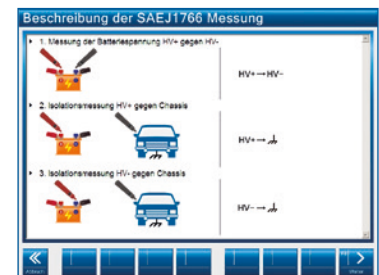 Beschreibung der SAEJ1766 Messung
1. Messung der Batteriespannung HV+ gegen HV-
HV+→HV-
2. Isolationsmessung HV+ gegen Chassis
HV+→
3. Isolationsmessung HV- gegen Chassis
HV-→